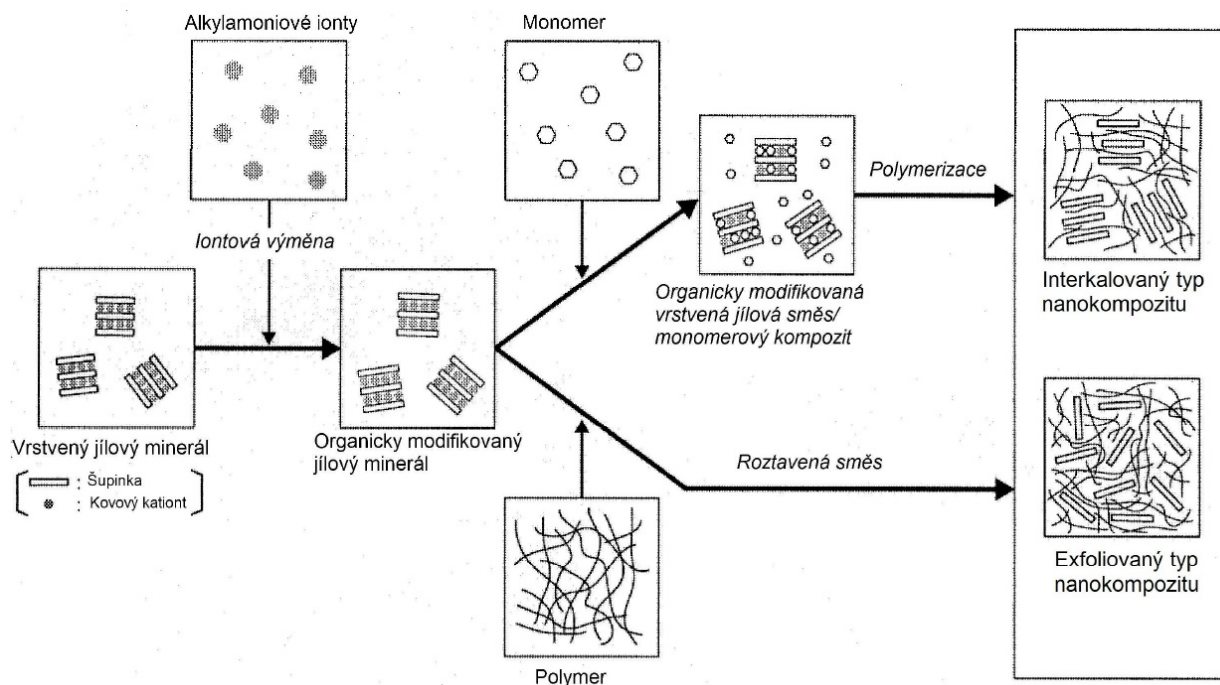 Alkylamoniové ionty
Monomer
Iontová výměna
Polymerizace
Interkalovaný typ
nanokompozitu
Organicky modifikovaná
vrstvená jílová směs/
monomerový kompozit
Vrstvený jílový minerál
: Šupinka
: Kovový kationt
Organicky modifikovaný
jílový minerál
Roztavená směs
Exfoliovaný typ
nanokompozitu
Polymer